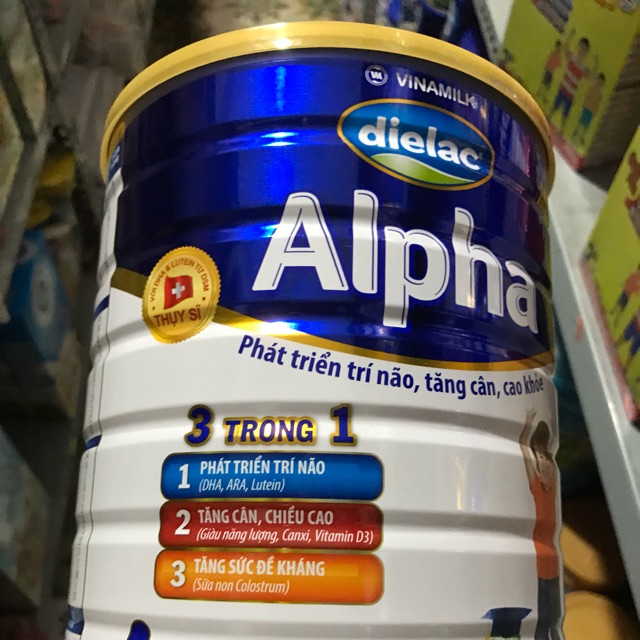 VINAMILK
dielac
Alpha
VỚI DHA & LUTEIN TỪ DSM
THỤY SĨ
Phát triển trí não, tăng cân, cao khỏe
3 TRONG 1
1 PHÁT TRIỂN TRÍ NÃO
(DHA, ARA, Lutein)
2 TĂNG CÂN, CHIỀU CAO
(Giàu năng lượng, Canxi, Vitamin D3)
3 TĂNG SỨC ĐỀ KHÁNG
(Sữa non Colostrum)